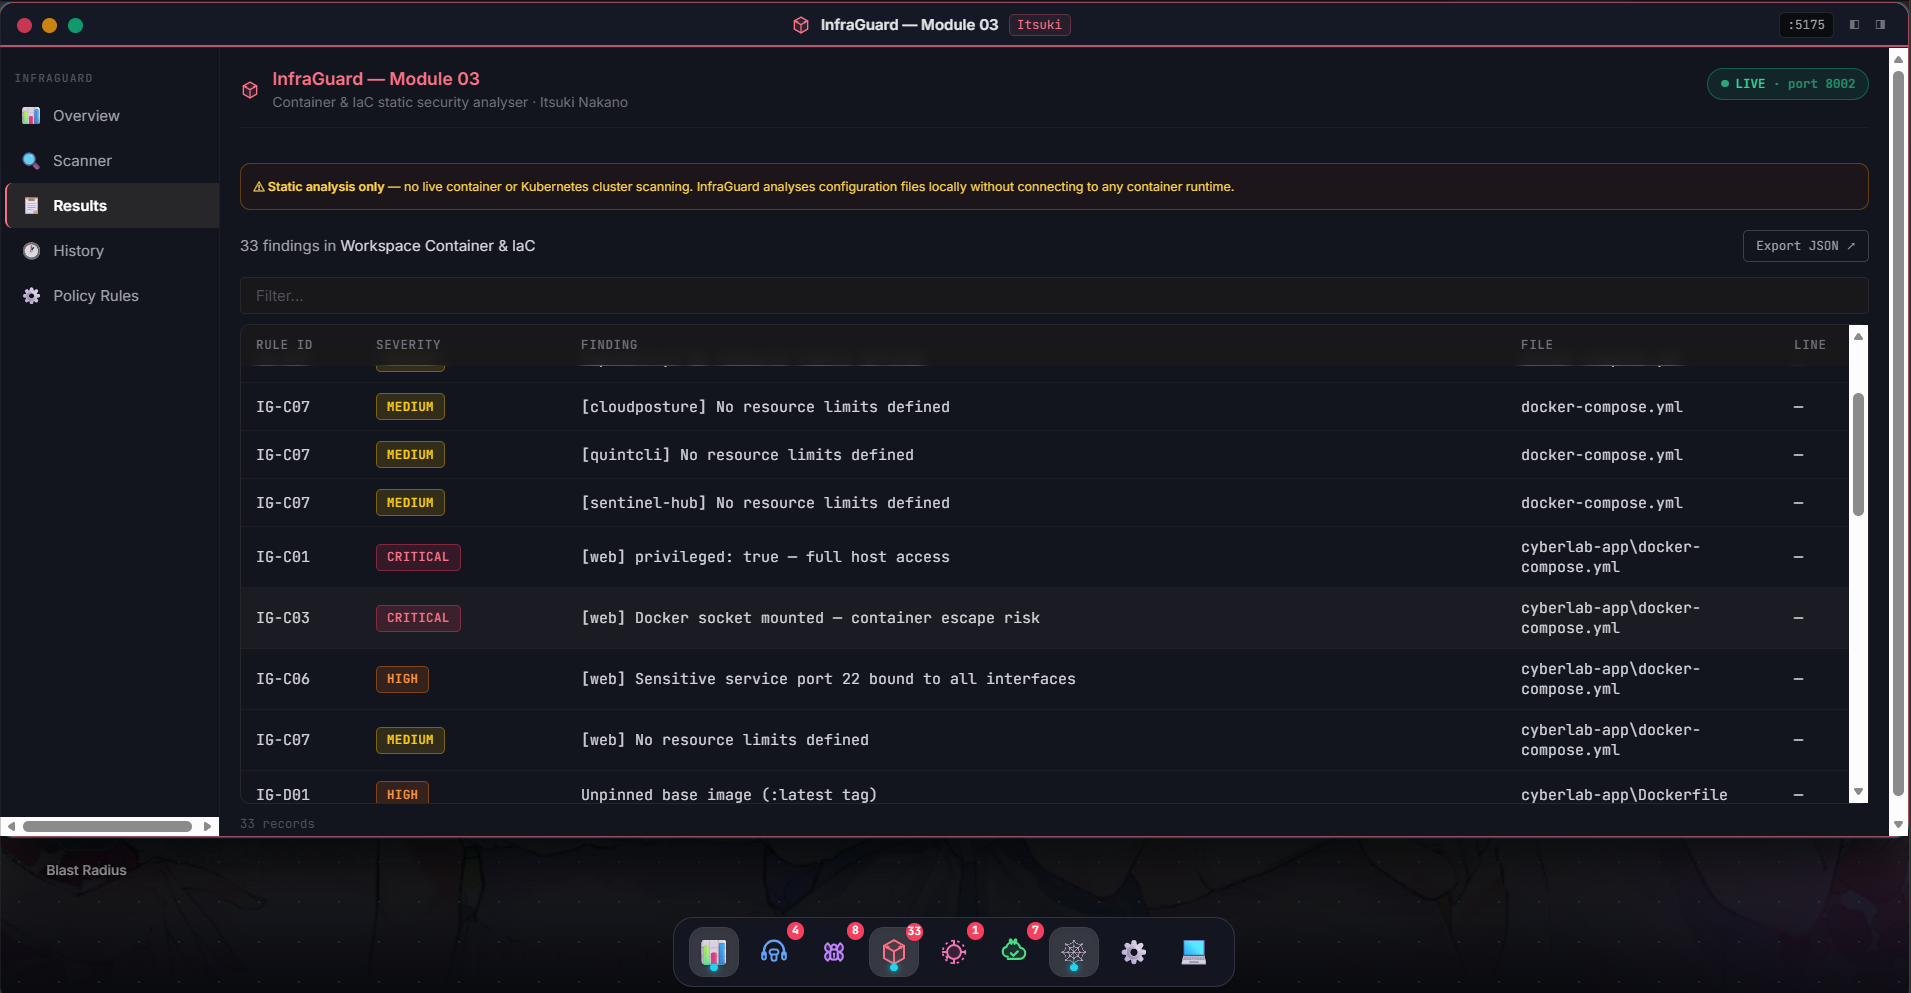 InfraGuard — Module 03 Itsuki
:5175
INFRAGUARD
Overview
Scanner
Results
History
Policy Rules
InfraGuard — Module 03
Container & IaC static security analyser · Itsuki Nakano
LIVE · port 8002
⚠ Static analysis only — no live container or Kubernetes cluster scanning. InfraGuard analyses configuration files locally without connecting to any container runtime.
33 findings in Workspace Container & IaC
Export JSON ↗
Filter...
RULE ID SEVERITY FINDING FILE LINE
IG-C07 MEDIUM [cloudposture] No resource limits defined docker-compose.yml —
IG-C07 MEDIUM [quintcli] No resource limits defined docker-compose.yml —
IG-C07 MEDIUM [sentinel-hub] No resource limits defined docker-compose.yml —
IG-C01 CRITICAL [web] privileged: true — full host access cyberlab-app\docker-
compose.yml —
IG-C03 CRITICAL [web] Docker socket mounted — container escape risk cyberlab-app\docker-
compose.yml —
IG-C06 HIGH [web] Sensitive service port 22 bound to all interfaces cyberlab-app\docker-
compose.yml —
IG-C07 MEDIUM [web] No resource limits defined cyberlab-app\docker-
compose.yml —
IG-D01 HIGH Unpinned base image (:latest tag) cyberlab-app\Dockerfile —
33 records
Blast Radius
4 8 33 1 7